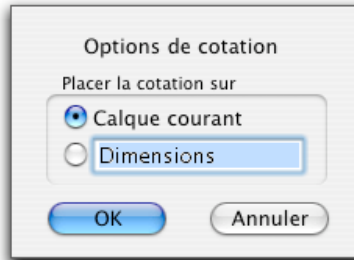 Options de cotation
Placer la cotation sur
Calque courant
Dimensions
OK Annuler